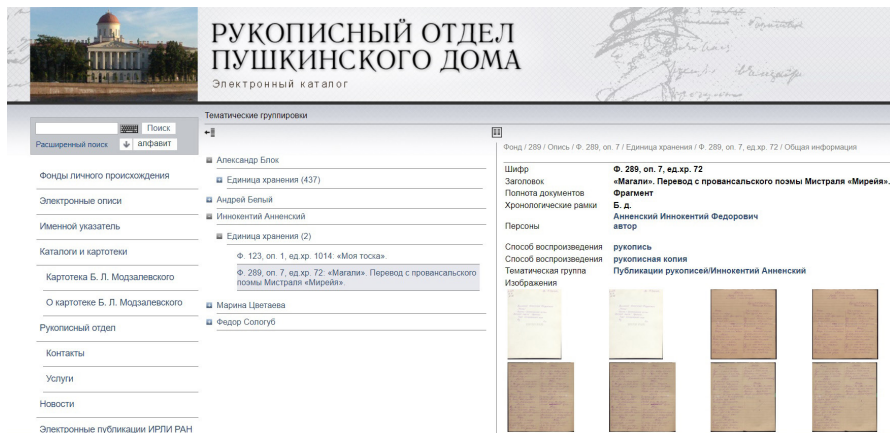 РУКОПИСНЫЙ ОТДЕЛ
ПУШКИНСКОГО ДОМА
Электронный каталог
Поиск
Расширенный поиск
алфавит
Фонды личного происхождения
Электронные описи
Именной указатель
Каталоги и картотеки
Картотека Б. Л. Модзалевского
О картотеке Б. Л. Модзалевского
Рукописный отдел
Контакты
Услуги
Новости
Электронные публикации ИРЛИ РАН
Тематические группировки
Александр Блок
Единица хранения (437)
Андрей Белый
Иннокентий Анненский
Единица хранения (2)
Ф. 123, оп. 1, ед.хр. 1014: «Моя тоска».
Ф. 289, оп. 7, ед.хр. 72: «Магали». Перевод с провансальского
поэмы Мистраля «Мирейя».
Марина Цветаева
Федор Сологуб
Фонд / 289 / Опись / Ф. 289, оп. 7 / Единица хранения / Ф. 289, оп. 7, ед.хр. 72 / Общая информация
Шифр Ф. 289, оп. 7, ед.хр. 72
Заголовок «Магали». Перевод с провансальского поэмы Мистраля «Мирейя».
Полнота документов Фрагмент
Хронологические рамки Б. д.
Анненский Иннокентий Федорович
Персоны автор
Способ воспроизведения рукопись
Способ воспроизведения рукописная копия
Тематическая группа Публикации рукописей/Иннокентий Анненский
Изображения